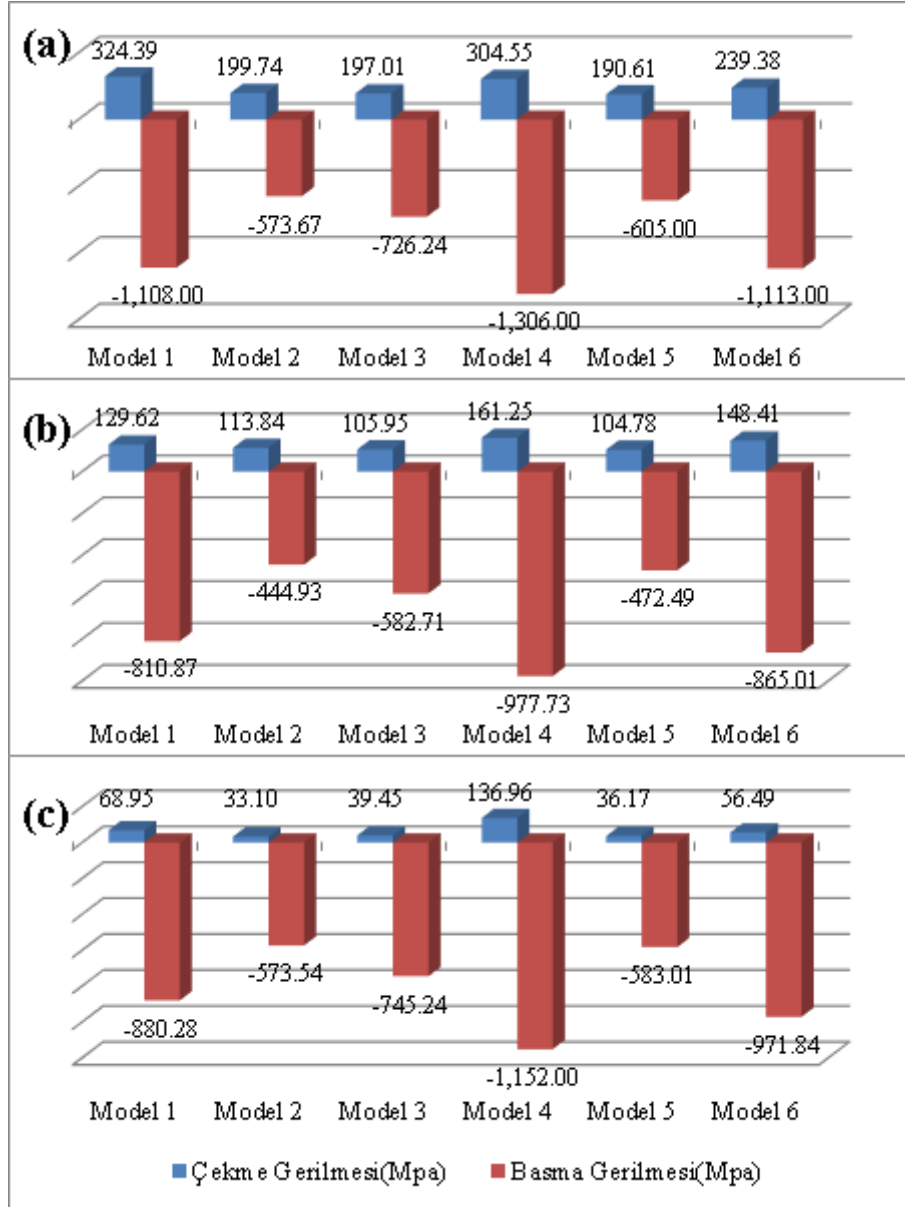 (a)
324.39 199.74 197.01 304.55 190.61 239.38
-573.67 -726.24 -605.00
-1,108.00 -1,306.00 -1,113.00
Model 1 Model 2 Model 3 Model 4 Model 5 Model 6
(b)
129.62 113.84 105.95 161.25 104.78 148.41
-444.93 -582.71 -472.49
-810.87 -977.73 -865.01
Model 1 Model 2 Model 3 Model 4 Model 5 Model 6
(c)
68.95 33.10 39.45 136.96 36.17 56.49
-573.54 -745.24 -583.01
-880.28 -1,152.00 -971.84
Model 1 Model 2 Model 3 Model 4 Model 5 Model 6
Çekme Gerilmesi(Mpa) Basma Gerilmesi(Mpa)